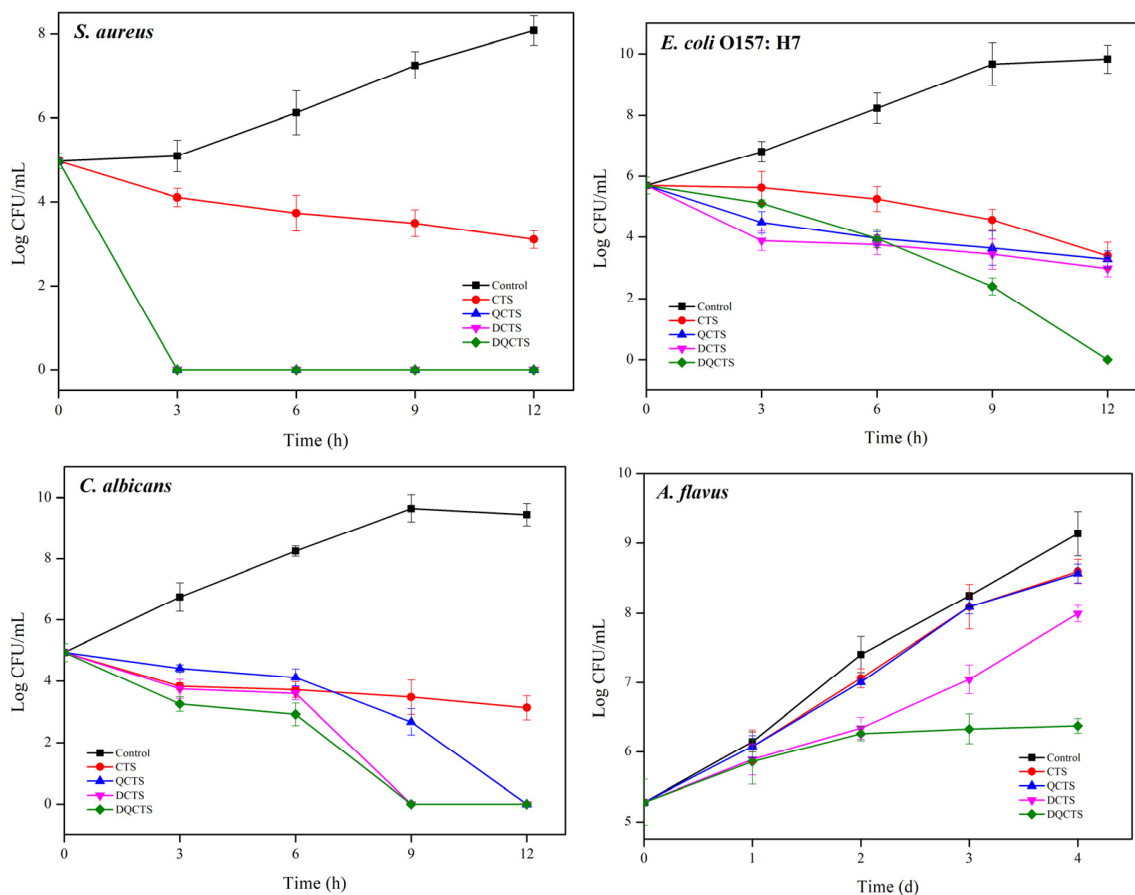 S. aureus
8
6
4
2
0
Log CFU/mL
Control
CTS
QCTS
DCTS
DQCTS
0 3 6 9 12
Time (h)
E. coli O157: H7
10
8
6
4
2
0
Log CFU/mL
Control
CTS
QCTS
DCTS
DQCTS
0 3 6 9 12
Time (h)
C. albicans
10
8
6
4
2
0
Log CFU/mL
Control
CTS
QCTS
DCTS
DQCTS
0 3 6 9 12
Time (h)
A. flavus
10
9
8
7
6
5
Log CFU/mL
Control
CTS
QCTS
DCTS
DQCTS
0 1 2 3 4
Time (d)